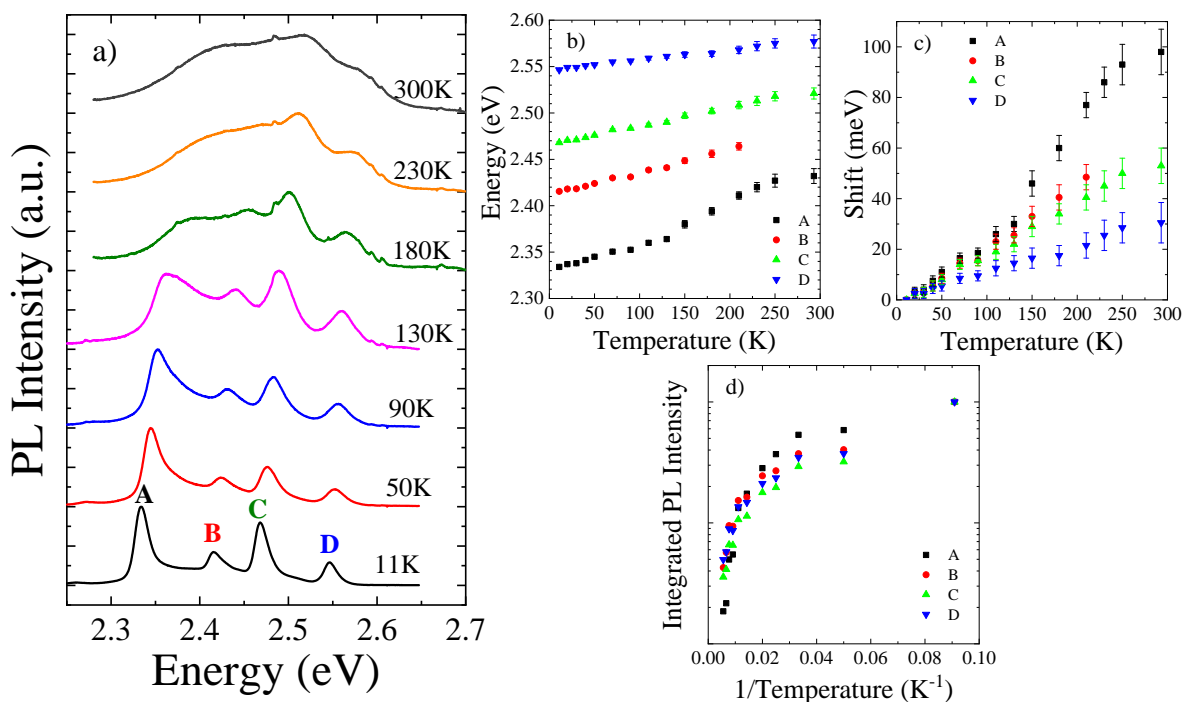 a)
300K
230K
180K
130K
90K
50K
11K
A
B
C
D
PL Intensity (a.u.)
2.3 2.4 2.5 2.6 2.7
Energy (eV)
b)
2.60
2.55
2.50
2.45
2.40
2.35
2.30
Energy (eV)
A
B
C
D
0 50 100 150 200 250 300
Temperature (K)
c)
100
80
60
40
20
0
Shift (meV)
A
B
C
D
0 50 100 150 200 250 300
Temperature (K)
d)
Integrated PL Intensity
A
B
C
D
0.00 0.02 0.04 0.06 0.08 0.10
1/Temperature (K-1)